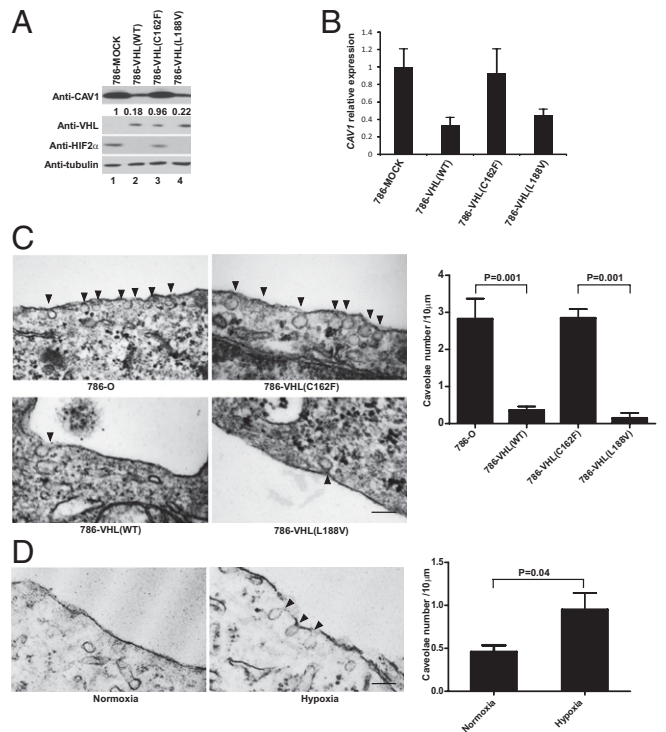 A
786-MOCK
786-VHL(WT)
786-VHL(C162F)
786-VHL(L188V)
Anti-CAV1
1 0.18 0.96 0.22
Anti-VHL
Anti-HIF2α
Anti-tubulin
1 2 3 4
B
CAV1 relative expression
1.4
1.2
1
0.8
0.6
0.4
0.2
0
786-MOCK
786-VHL(WT)
786-VHL(C162F)
786-VHL(L188V)
C
786-O
786-VHL(C162F)
786-VHL(WT)
786-VHL(L188V)
Caveolae number /10μm
4
3
2
1
0
P=0.001
P=0.001
786-O
786-VHL(WT)
786-VHL(C162F)
786-VHL(L188V)
D
Normoxia
Hypoxia
Caveolae number /10μm
1.5
1.0
0.5
0.0
P=0.04
Normoxia
Hypoxia